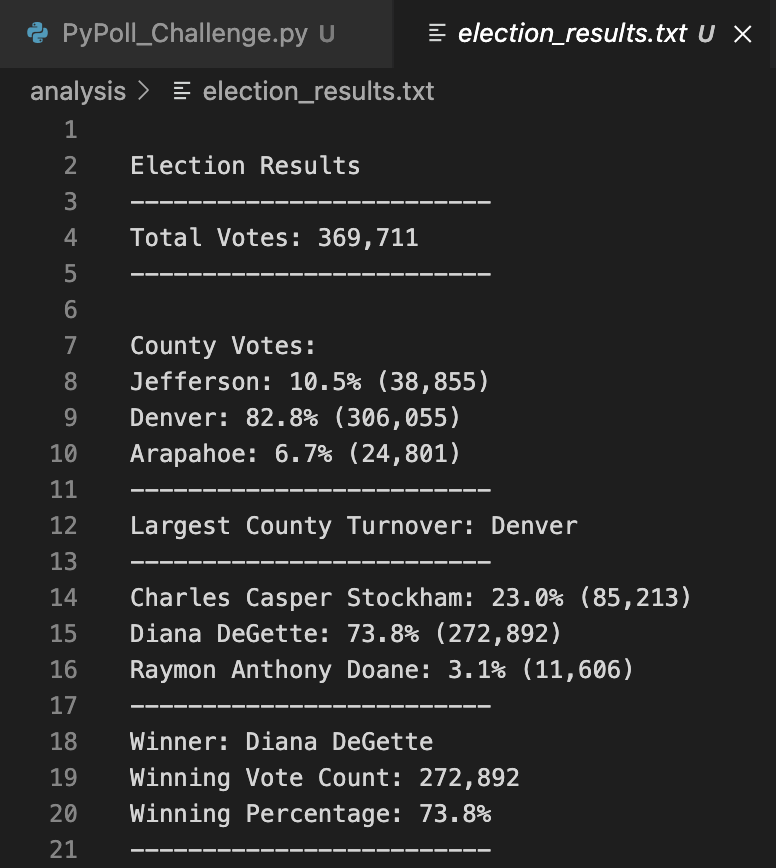 PyPoll_Challenge.py U
election_results.txt U
analysis > election_results.txt
1
2 Election Results
3 -------------------------
4 Total Votes: 369,711
5 -------------------------
6
7 County Votes:
8 Jefferson: 10.5% (38,855)
9 Denver: 82.8% (306,055)
10 Arapahoe: 6.7% (24,801)
11 -------------------------
12 Largest County Turnover: Denver
13 -------------------------
14 Charles Casper Stockham: 23.0% (85,213)
15 Diana DeGette: 73.8% (272,892)
16 Raymon Anthony Doane: 3.1% (11,606)
17 -------------------------
18 Winner: Diana DeGette
19 Winning Vote Count: 272,892
20 Winning Percentage: 73.8%
21 -------------------------